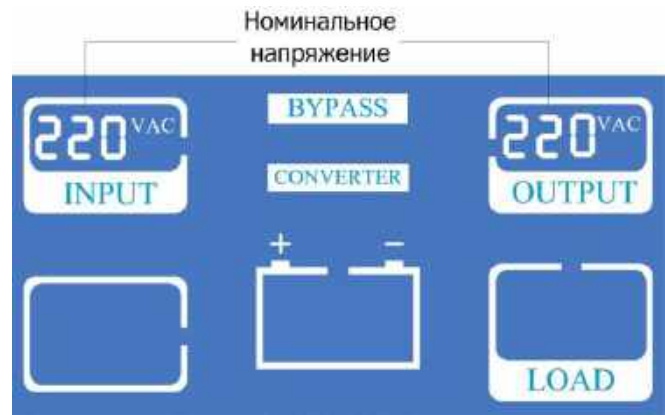 Номинальное
напряжение
220 VAC
INPUT
BYPASS
CONVERTER
220 VAC
OUTPUT
+ −
LOAD